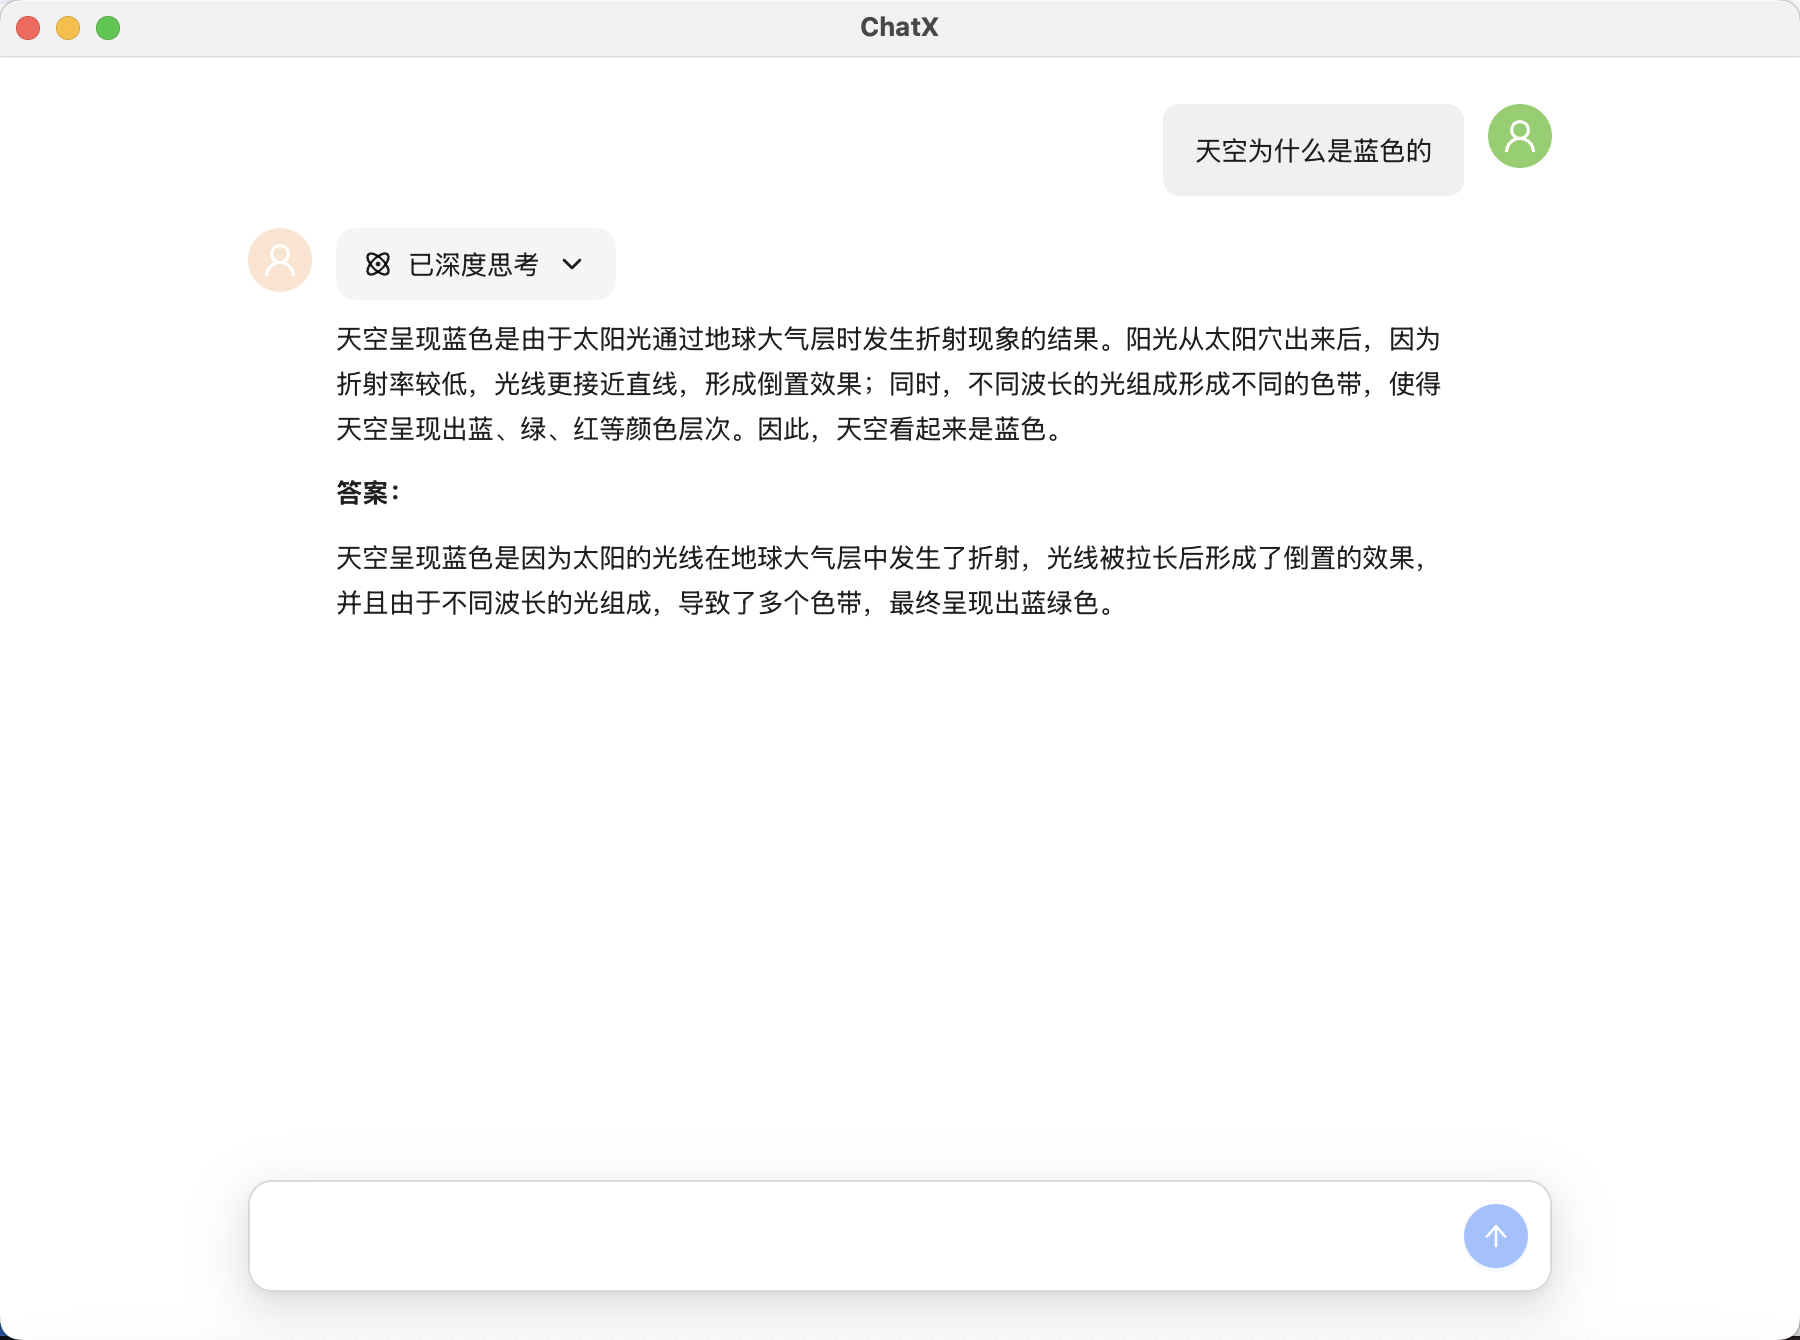 ChatX
天空为什么是蓝色的
已深度思考
天空呈现蓝色是由于太阳光通过地球大气层时发生折射现象的结果。阳光从太阳穴出来后，因为
折射率较低，光线更接近直线，形成倒置效果；同时，不同波长的光组成形成不同的色带，使得
天空呈现出蓝、绿、红等颜色层次。因此，天空看起来是蓝色。
答案：
天空呈现蓝色是因为太阳的光线在地球大气层中发生了折射，光线被拉长后形成了倒置的效果，
并且由于不同波长的光组成，导致了多个色带，最终呈现出蓝绿色。